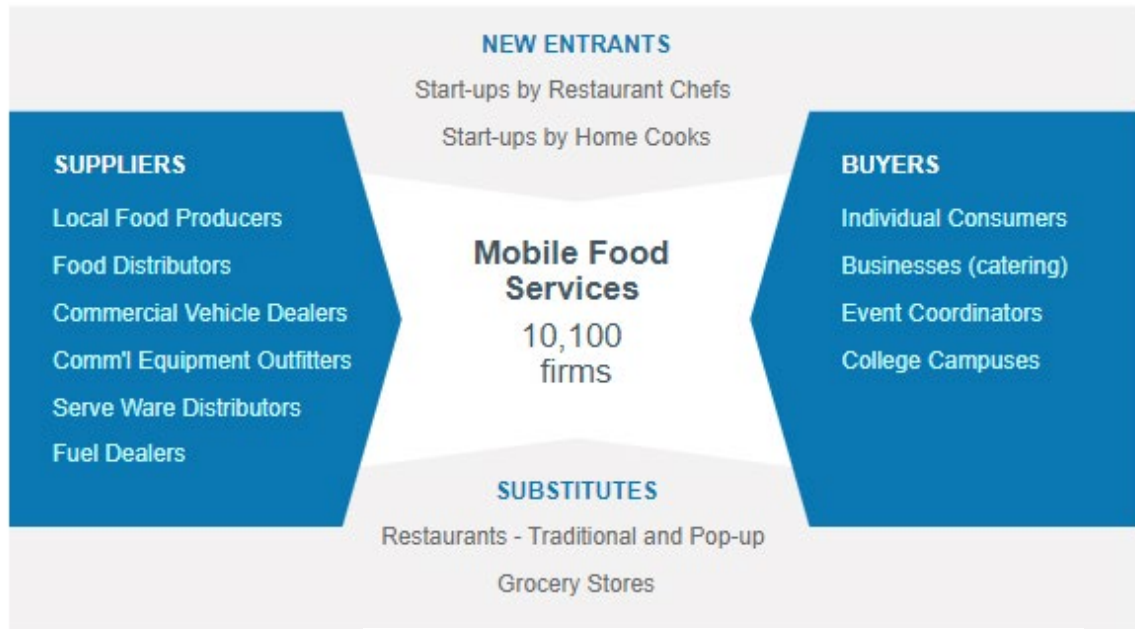 NEW ENTRANTS
Start-ups by Restaurant Chefs
Start-ups by Home Cooks
SUPPLIERS
Local Food Producers
Food Distributors
Commercial Vehicle Dealers
Comm'l Equipment Outfitters
Serve Ware Distributors
Fuel Dealers
Mobile Food
Services
10,100
firms
BUYERS
Individual Consumers
Businesses (catering)
Event Coordinators
College Campuses
SUBSTITUTES
Restaurants - Traditional and Pop-up
Grocery Stores